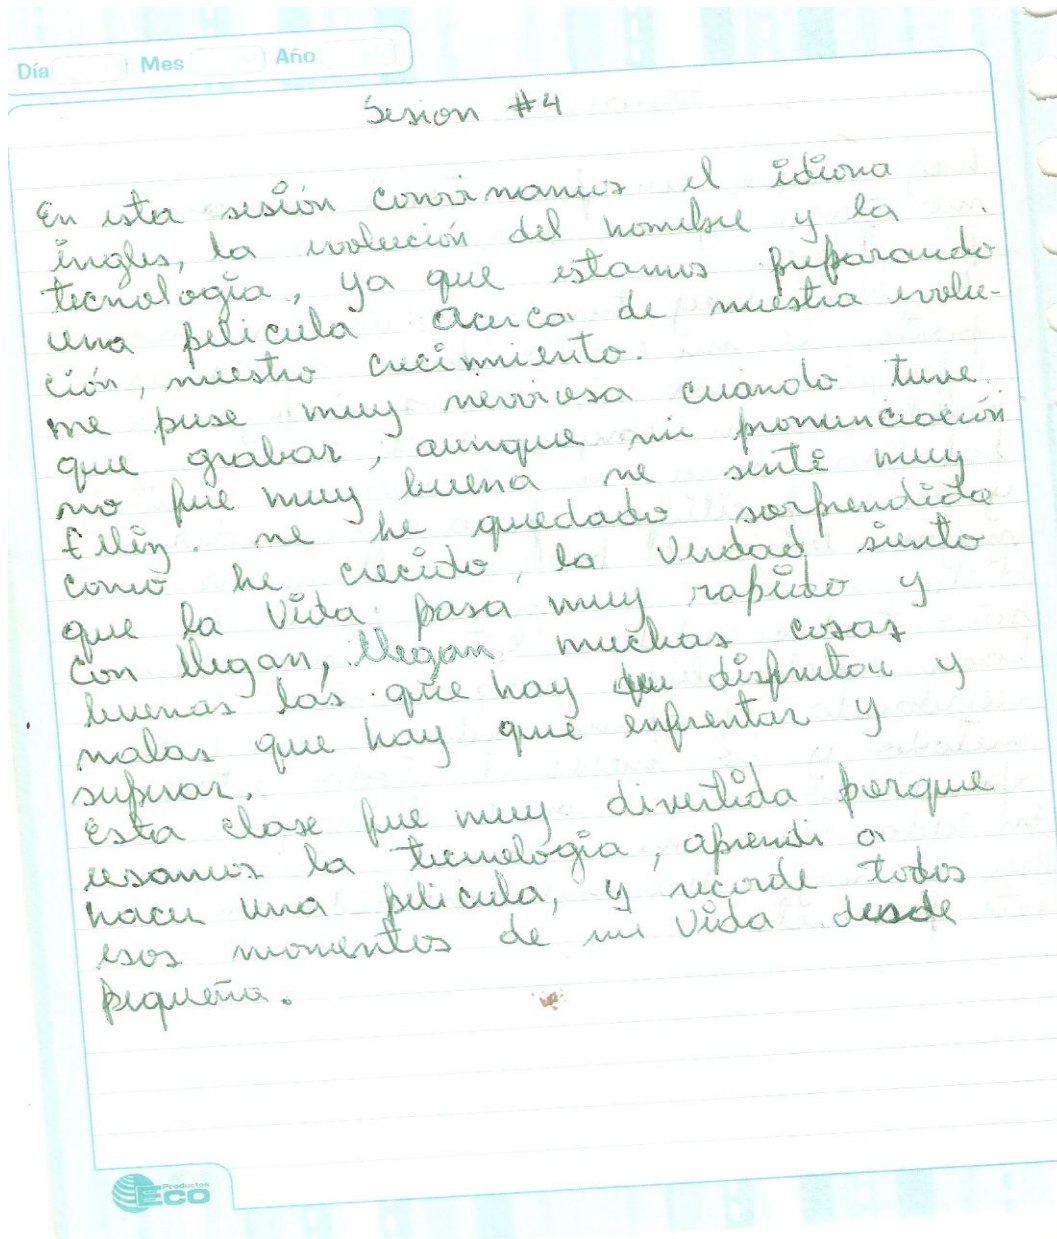 Día Mes Año
Sesion #4
En esta sesión convinamos el idioma
ingles, la evolución del hombre y la
tecnología, ya que estamos preparando
una pelicula acerca de nuestra evolu-
ción, nuestro crecimiento.
me puse muy nerviosa cuando tuve
que grabar, aunque mi pronunciación
no fue muy buena me sentí muy
feliz. me he quedado sorprendida
como he crecido, la verdad siento
que la vida pasa muy rapido y
con llegan, llegan muchas cosas
buenas las que hay que disfrutar y
malas que hay que enfrentar y
superar.
Esta clase fue muy divertida porque
usamos la tecnología, aprendi a
hacer una pelicula, y recorde todos
esos momentos de mi vida desde
pequeña.
Productos
ECO